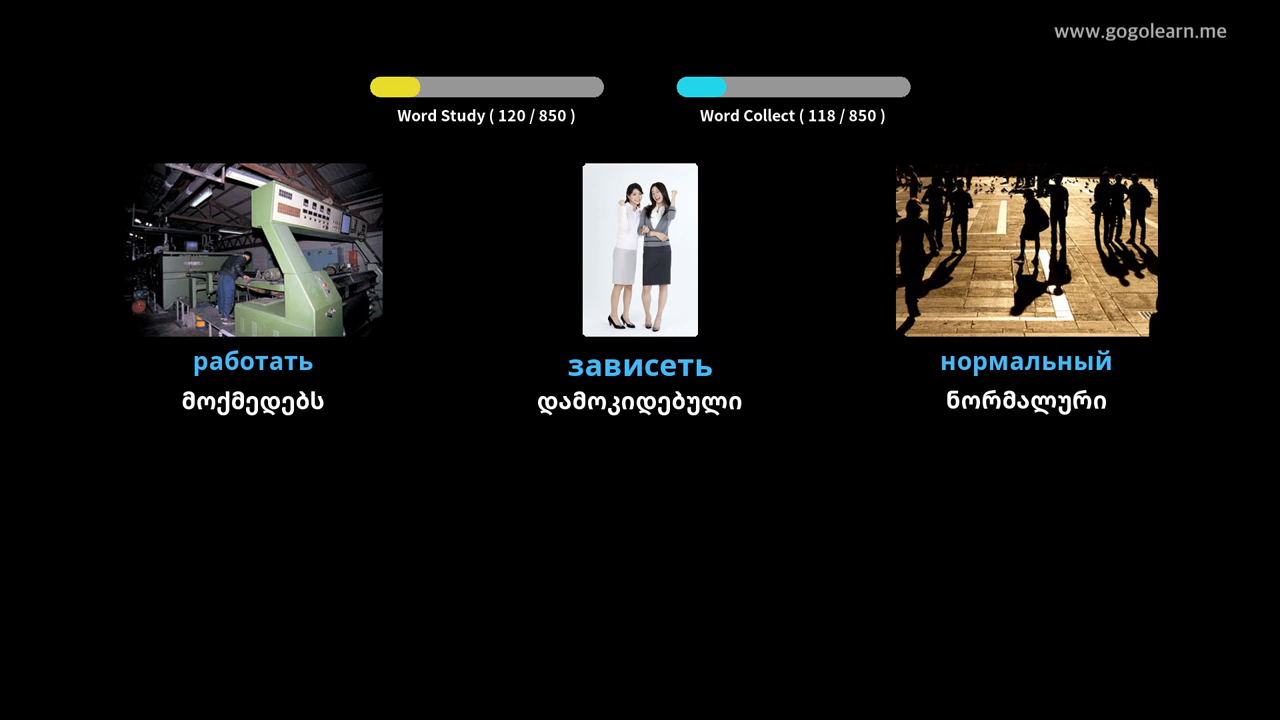 www.gogolearn.me
Word Study ( 120 / 850 )
Word Collect ( 118 / 850 )
работать
зависеть
нормальный
მოქმედებს
დამოკიდებული
ნორმალური